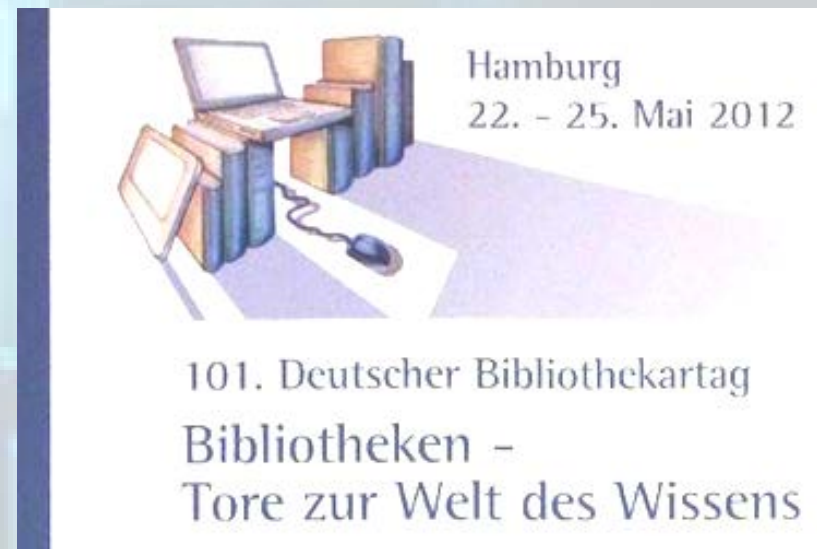 Hamburg
22. - 25. Mai 2012
101. Deutscher Bibliothekartag
Bibliotheken -
Tore zur Welt des Wissens